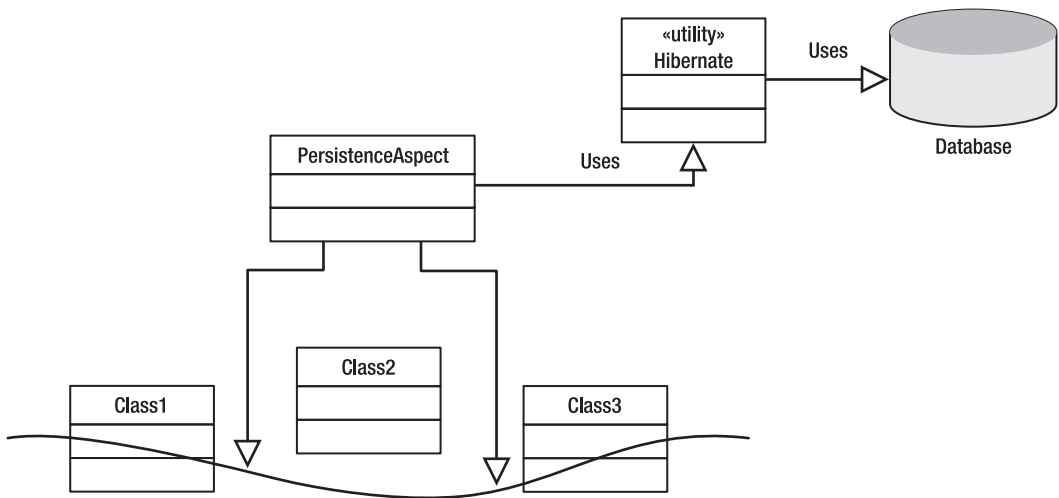 «utility»
Hibernate
Uses
Database
PersistenceAspect
Uses
Class2
Class1
Class3